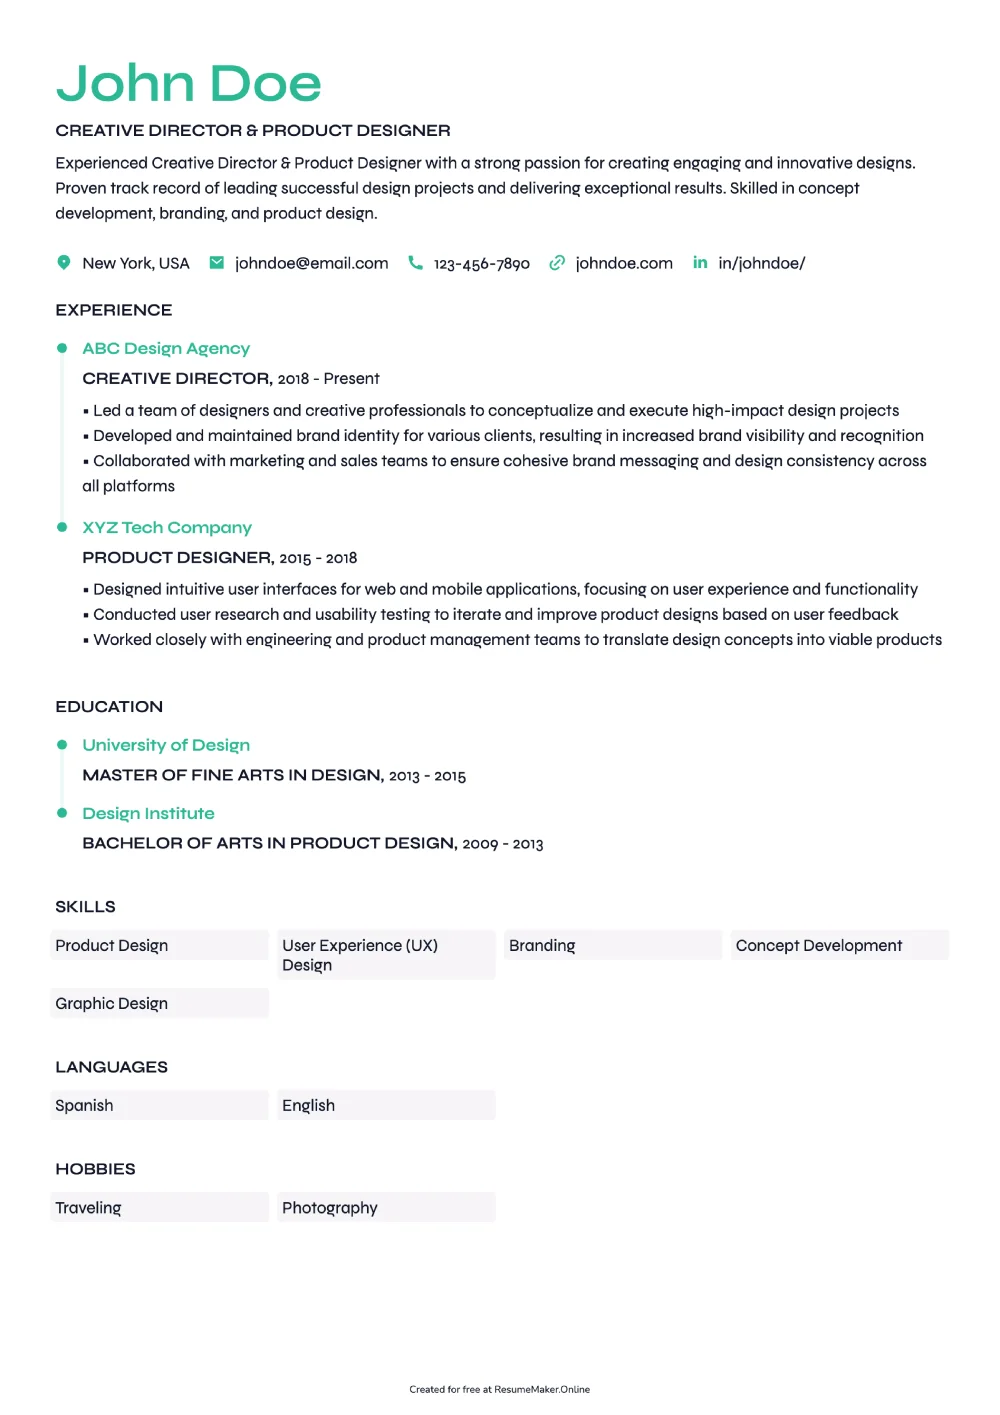 John Doe
CREATIVE DIRECTOR & PRODUCT DESIGNER
Experienced Creative Director & Product Designer with a strong passion for creating engaging and innovative designs.
Proven track record of leading successful design projects and delivering exceptional results. Skilled in concept
development, branding, and product design.
New York, USA johndoe@email.com 123-456-7890 johndoe.com in in/johndoe/
EXPERIENCE
ABC Design Agency
CREATIVE DIRECTOR, 2018 - Present
▪ Led a team of designers and creative professionals to conceptualize and execute high-impact design projects
▪ Developed and maintained brand identity for various clients, resulting in increased brand visibility and recognition
▪ Collaborated with marketing and sales teams to ensure cohesive brand messaging and design consistency across
all platforms
XYZ Tech Company
PRODUCT DESIGNER, 2015 - 2018
▪ Designed intuitive user interfaces for web and mobile applications, focusing on user experience and functionality
▪ Conducted user research and usability testing to iterate and improve product designs based on user feedback
▪ Worked closely with engineering and product management teams to translate design concepts into viable products
EDUCATION
University of Design
MASTER OF FINE ARTS IN DESIGN, 2013 - 2015
Design Institute
BACHELOR OF ARTS IN PRODUCT DESIGN, 2009 - 2013
SKILLS
Product Design
User Experience (UX)
Design
Branding
Concept Development
Graphic Design
LANGUAGES
Spanish
English
HOBBIES
Traveling
Photography
Created for free at ResumeMaker.Online